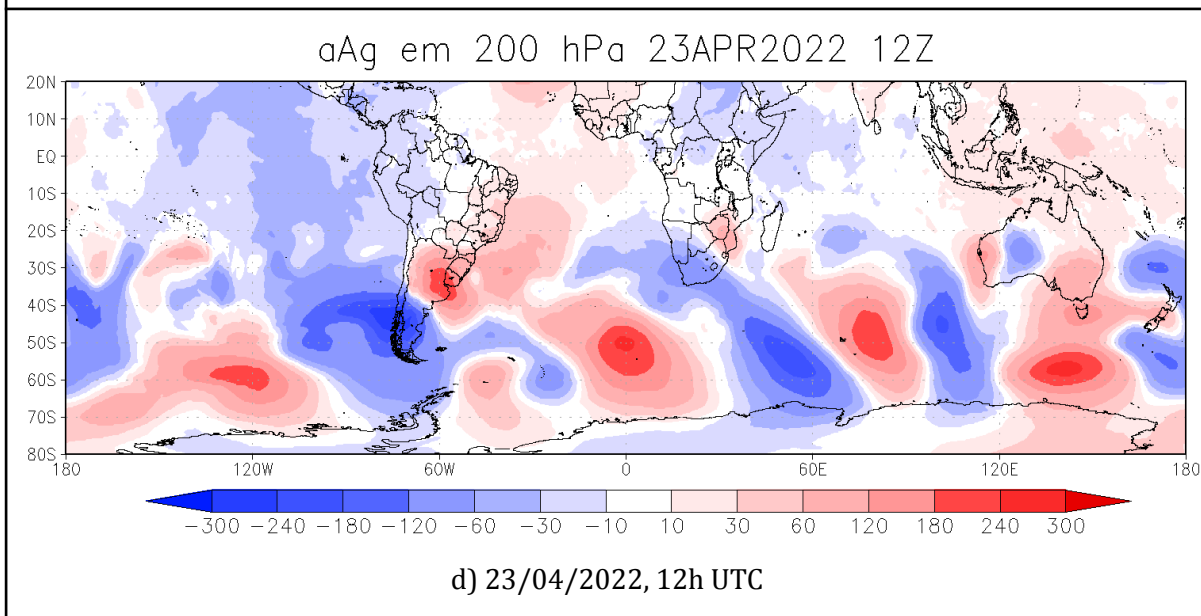 aAg em 200 hPa 23APR2022 12Z
20N
10N
EQ
10S
20S
30S
40S
50S
60S
70S
80S
180 120W 60W 0 60E 120E 180
−300 −240 −180 −120 −60 −30 −10 10 30 60 120 180 240 300
d) 23/04/2022, 12h UTC